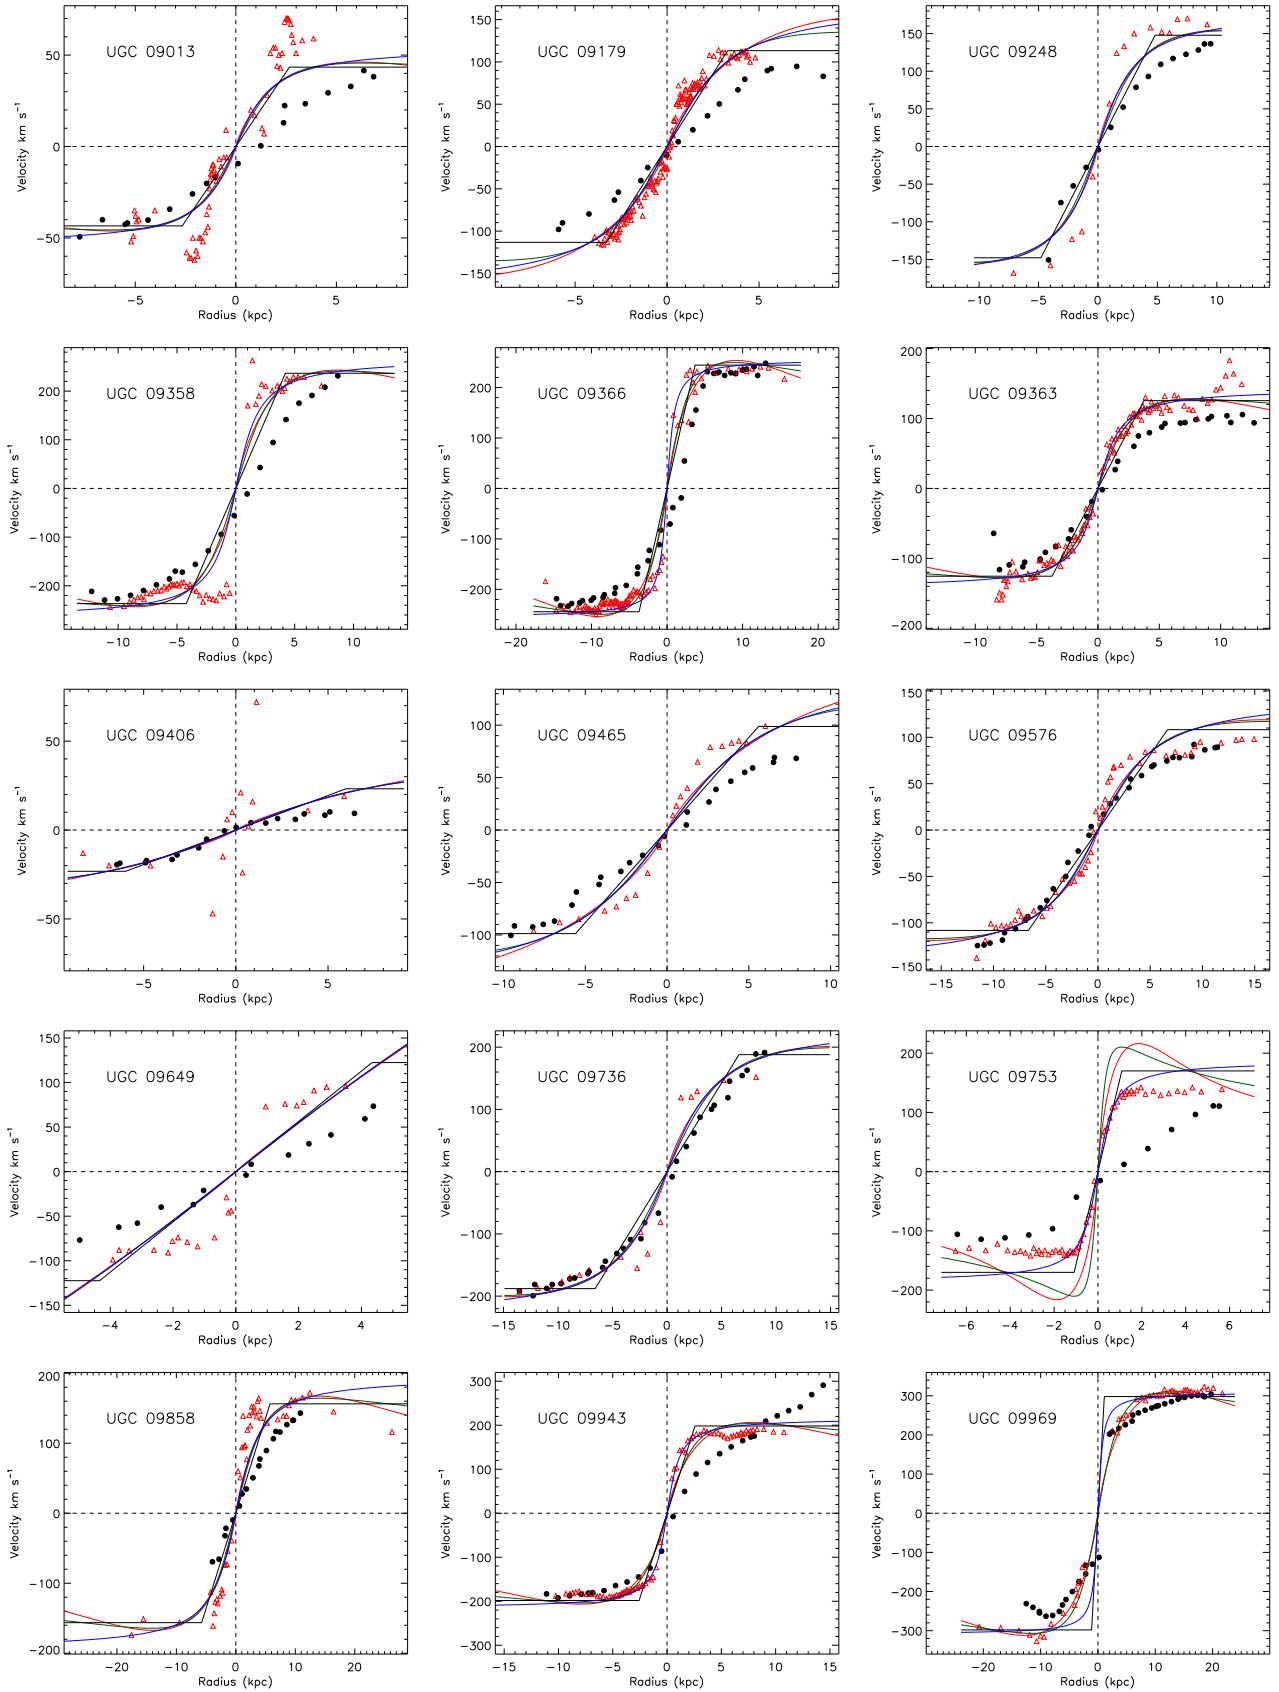 UGC 09013
Velocity km s⁻¹
50
0
−50
−5 0 5
Radius (kpc)
UGC 09179
Velocity km s⁻¹
150
100
50
0
−50
−100
−150
−5 0 5
Radius (kpc)
UGC 09248
Velocity km s⁻¹
150
100
50
0
−50
−100
−150
−10 −5 0 5 10
Radius (kpc)
UGC 09358
Velocity km s⁻¹
200
100
0
−100
−200
−10 −5 0 5 10
Radius (kpc)
UGC 09366
Velocity km s⁻¹
200
100
0
−100
−200
−20 −10 0 10 20
Radius (kpc)
UGC 09363
Velocity km s⁻¹
200
100
0
−100
−200
−10 −5 0 5 10
Radius (kpc)
UGC 09406
Velocity km s⁻¹
50
0
−50
−5 0 5
Radius (kpc)
UGC 09465
Velocity km s⁻¹
100
50
0
−50
−100
−10 −5 0 5 10
Radius (kpc)
UGC 09576
Velocity km s⁻¹
150
100
50
0
−50
−100
−150
−15 −10 −5 0 5 10 15
Radius (kpc)
UGC 09649
Velocity km s⁻¹
150
100
50
0
−50
−100
−150
−4 −2 0 2 4
Radius (kpc)
UGC 09736
Velocity km s⁻¹
200
100
0
−100
−200
−15 −10 −5 0 5 10 15
Radius (kpc)
UGC 09753
Velocity km s⁻¹
200
100
0
−100
−200
−6 −4 −2 0 2 4 6
Radius (kpc)
UGC 09858
Velocity km s⁻¹
200
100
0
−100
−200
−20 −10 0 10 20
Radius (kpc)
UGC 09943
Velocity km s⁻¹
300
200
100
0
−100
−200
−300
−15 −10 −5 0 5 10 15
Radius (kpc)
UGC 09969
Velocity km s⁻¹
300
200
100
0
−100
−200
−300
−20 −10 0 10 20
Radius (kpc)